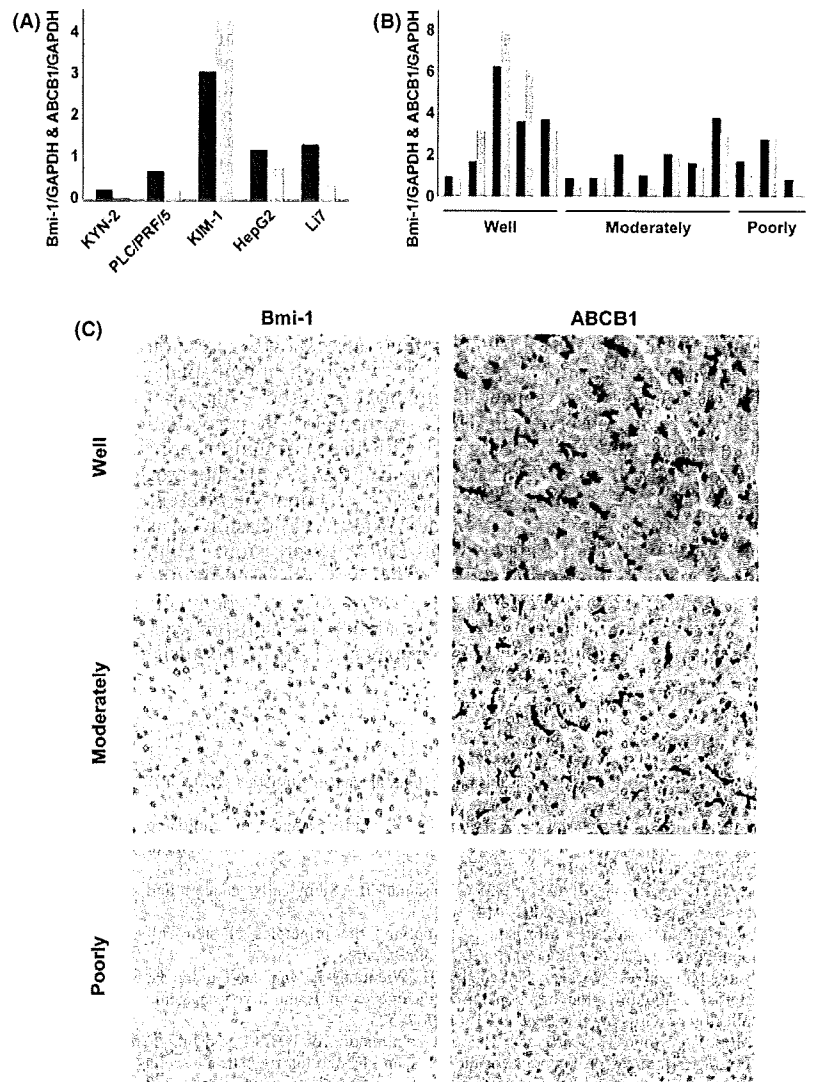 (A)
Bmi-1/GAPDH & ABCB1/GAPDH
4
3
2
1
0
KYN-2
PLC/PRF/5
KIM-1
HepG2
Li7
(B)
Bmi-1/GAPDH & ABCB1/GAPDH
8
6
4
2
0
Well
Moderately
Poorly
(C)
Bmi-1
ABCB1
Well
Moderately
Poorly